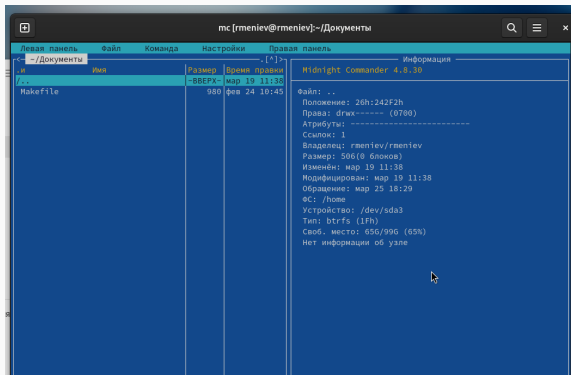 mc [rmeniev@rmeniev]:~/Документы
Левая панель Файл Команда Настройки Правая панель
<- ~/Документы .[^]>
.и Имя Размер Время правки
/.. -ВВЕРХ- мар 19 11:38
Makefile 980 фев 24 10:45
Информация
Midnight Commander 4.8.30
Файл: ..
Положение: 26h:242F2h
Права: drwx------ (0700)
Атрибуты: ------------------------
Ссылок: 1
Владелец: rmeniev/rmeniev
Размер: 506(0 блоков)
Изменён: мар 19 11:38
Модифицирован: мар 19 11:38
Обращение: мар 25 18:29
ФС: /home
Устройство: /dev/sda3
Тип: btrfs (1Fh)
Своб. место: 65G/99G (65%)
Нет информации об узле